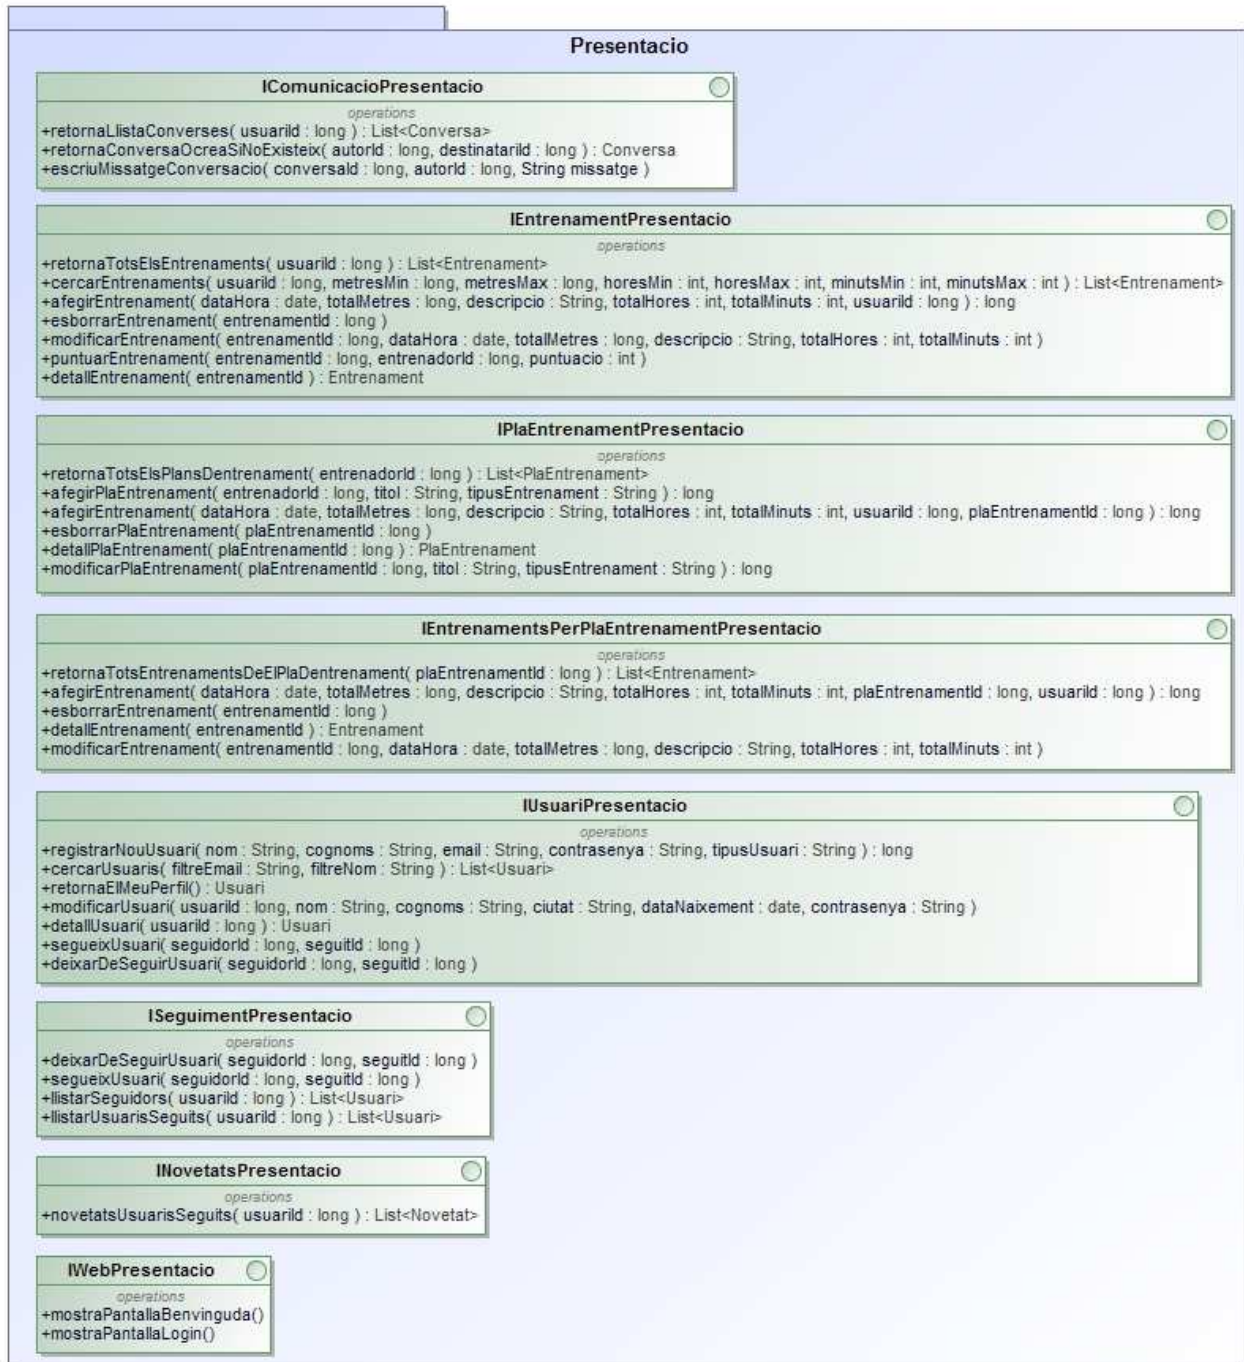 Presentacio
IComunicacioPresentacio
operations
+retornaLlistaConverses( usuariId : long ) : List<Conversa>
+retornaConversaOcreaSiNoExisteix( autorId : long, destinatariId : long ) : Conversa
+escriuMissatgeConversacio( conversaId : long, autorId : long, String missatge )
IEntrenamentPresentacio
operations
+retornaTotsElsEntrenaments( usuariId : long ) : List<Entrenament>
+cercarEntrenaments( usuariId : long, metresMin : long, metresMax : long, horesMin : int, horesMax : int, minutsMin : int, minutsMax : int ) : List<Entrenament>
+afegirEntrenament( dataHora : date, totalMetres : long, descripcio : String, totalHores : int, totalMinuts : int, usuariId : long ) : long
+esborrarEntrenament( entrenamentId : long )
+modificarEntrenament( entrenamentId : long, dataHora : date, totalMetres : long, descripcio : String, totalHores : int, totalMinuts : int )
+puntuarEntrenament( entrenamentId : long, entrenadorId : long, puntuacio : int )
+detallEntrenament( entrenamentId ) : Entrenament
IPlaEntrenamentPresentacio
operations
+retornaTotsElsPlansDentrenament( entrenadorId : long ) : List<PlaEntrenament>
+afegirPlaEntrenament( entrenadorId : long, titol : String, tipusEntrenament : String ) : long
+afegirEntrenament( dataHora : date, totalMetres : long, descripcio : String, totalHores : int, totalMinuts : int, usuariId : long, plaEntrenamentId : long ) : long
+esborrarPlaEntrenament( plaEntrenamentId : long )
+detallPlaEntrenament( plaEntrenamentId : long ) : PlaEntrenament
+modificarPlaEntrenament( plaEntrenamentId : long, titol : String, tipusEntrenament : String ) : long
IEntrenamentsPerPlaEntrenamentPresentacio
operations
+retornaTotsEntrenamentsDeElPlaDentrenament( plaEntrenamentId : long ) : List<Entrenament>
+afegirEntrenament( dataHora : date, totalMetres : long, descripcio : String, totalHores : int, totalMinuts : int, plaEntrenamentId : long, usuariId : long ) : long
+esborrarEntrenament( entrenamentId : long )
+detallEntrenament( entrenamentId ) : Entrenament
+modificarEntrenament( entrenamentId : long, dataHora : date, totalMetres : long, descripcio : String, totalHores : int, totalMinuts : int )
IUsuariPresentacio
operations
+registrarNouUsuari( nom : String, cognoms : String, email : String, contrasenya : String, tipusUsuari : String ) : long
+cercarUsuaris( filtreEmail : String, filtreNom : String ) : List<Usuari>
+retornaElMeuPerfil() : Usuari
+modificarUsuari( usuariId : long, nom : String, cognoms : String, ciutat : String, dataNaixement : date, contrasenya : String )
+detallUsuari( usuariId : long ) : Usuari
+segueixUsuari( seguidorId : long, seguitId : long )
+deixarDeSeguirUsuari( seguidorId : long, seguitId : long )
ISeguimentPresentacio
operations
+deixarDeSeguirUsuari( seguidorId : long, seguitId : long )
+segueixUsuari( seguidorId : long, seguitId : long )
+llistarSeguidors( usuariId : long ) : List<Usuari>
+llistarUsuarisSeguits( usuariId : long ) : List<Usuari>
INovetatsPresentacio
operations
+novetatsUsuarisSeguits( usuariId : long ) : List<Novetat>
IWebPresentacio
operations
+mostraPantallaBenvinguda()
+mostraPantallaLogin()